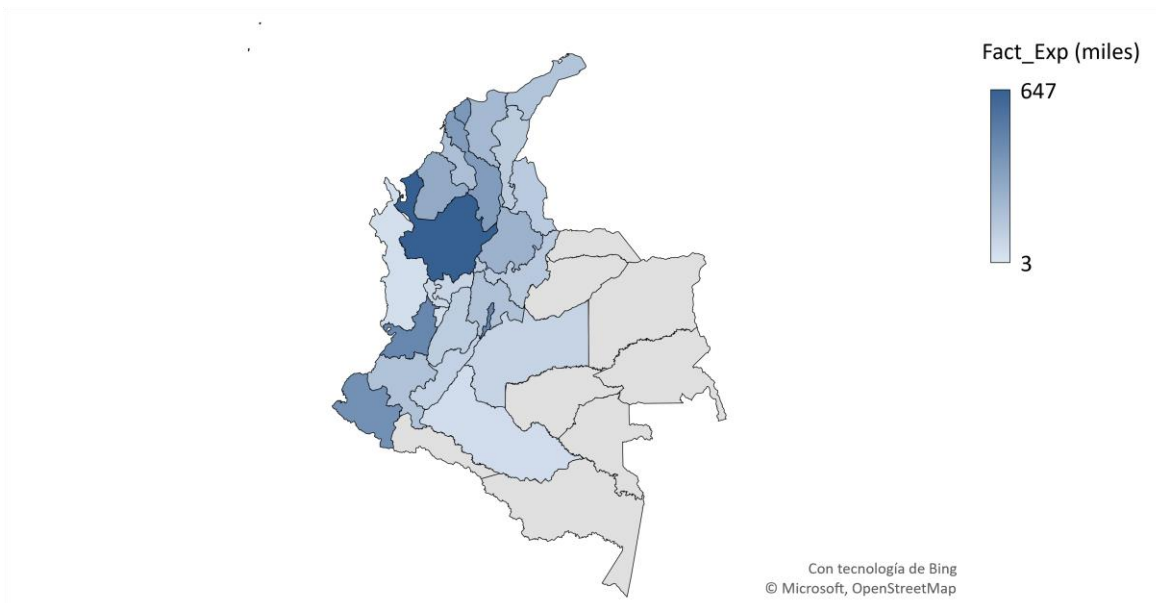 Fact_Exp (miles)
647
3
Con tecnología de Bing
© Microsoft, OpenStreetMap